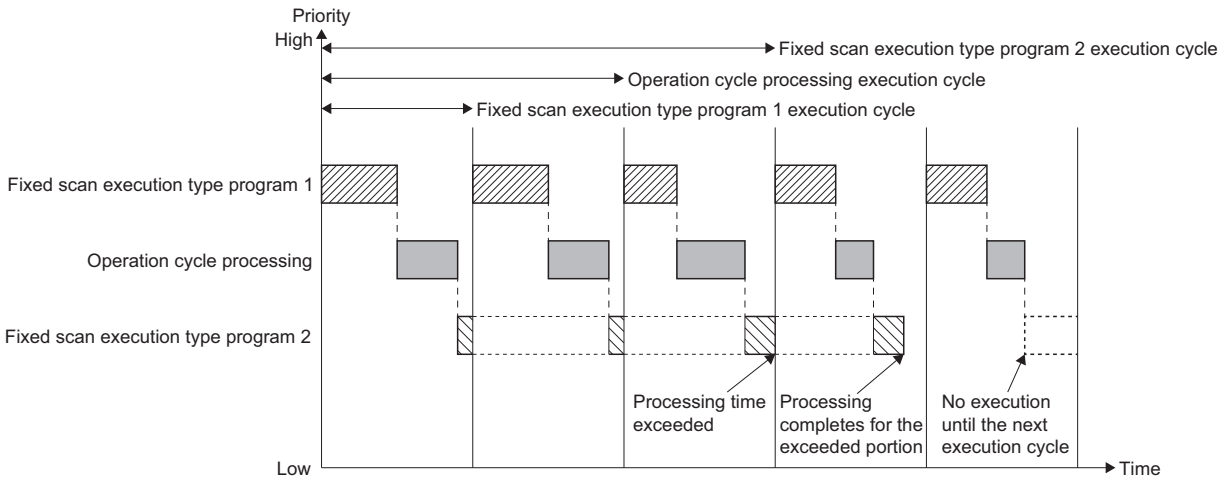 Priority
High
Fixed scan execution type program 2 execution cycle
Operation cycle processing execution cycle
Fixed scan execution type program 1 execution cycle
Fixed scan execution type program 1
Operation cycle processing
Fixed scan execution type program 2
Processing time
exceeded
Processing
completes for the
exceeded portion
No execution
until the next
execution cycle
Low
Time